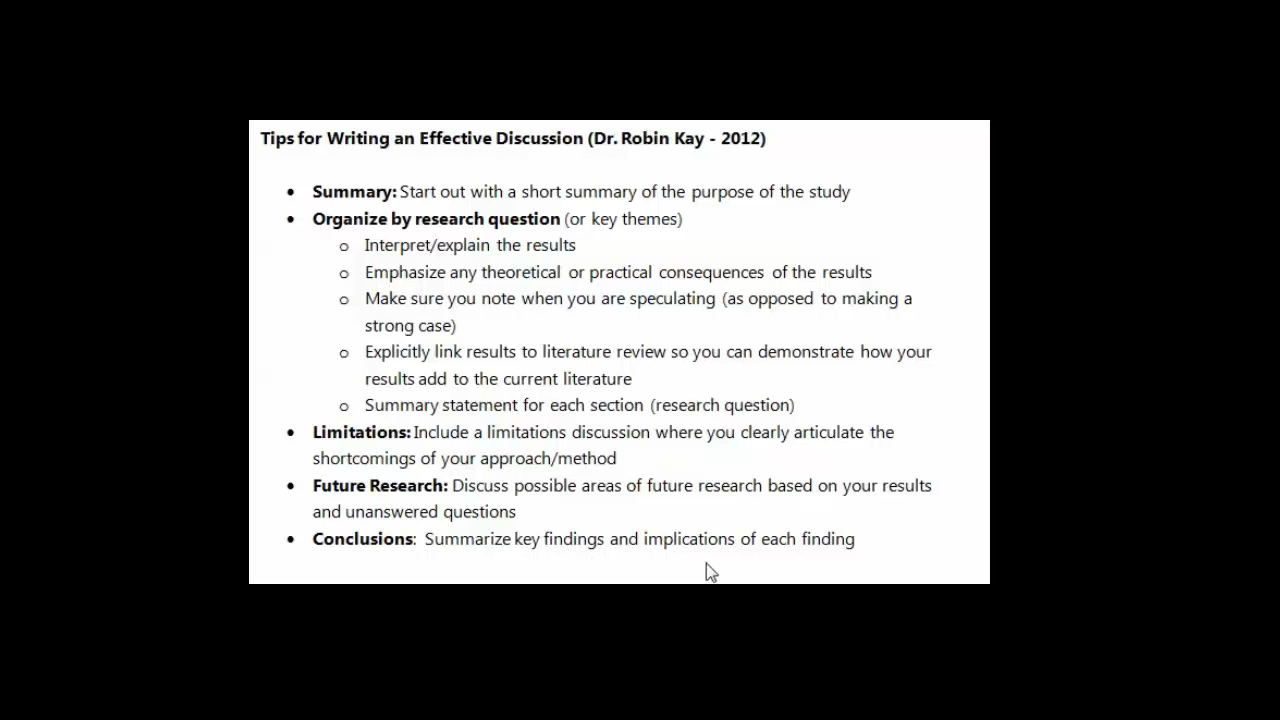 Tips for Writing an Effective Discussion (Dr. Robin Kay - 2012)
• Summary: Start out with a short summary of the purpose of the study
• Organize by research question (or key themes)
o Interpret/explain the results
o Emphasize any theoretical or practical consequences of the results
o Make sure you note when you are speculating (as opposed to making a
strong case)
o Explicitly link results to literature review so you can demonstrate how your
results add to the current literature
o Summary statement for each section (research question)
• Limitations: Include a limitations discussion where you clearly articulate the
shortcomings of your approach/method
• Future Research: Discuss possible areas of future research based on your results
and unanswered questions
• Conclusions: Summarize key findings and implications of each finding